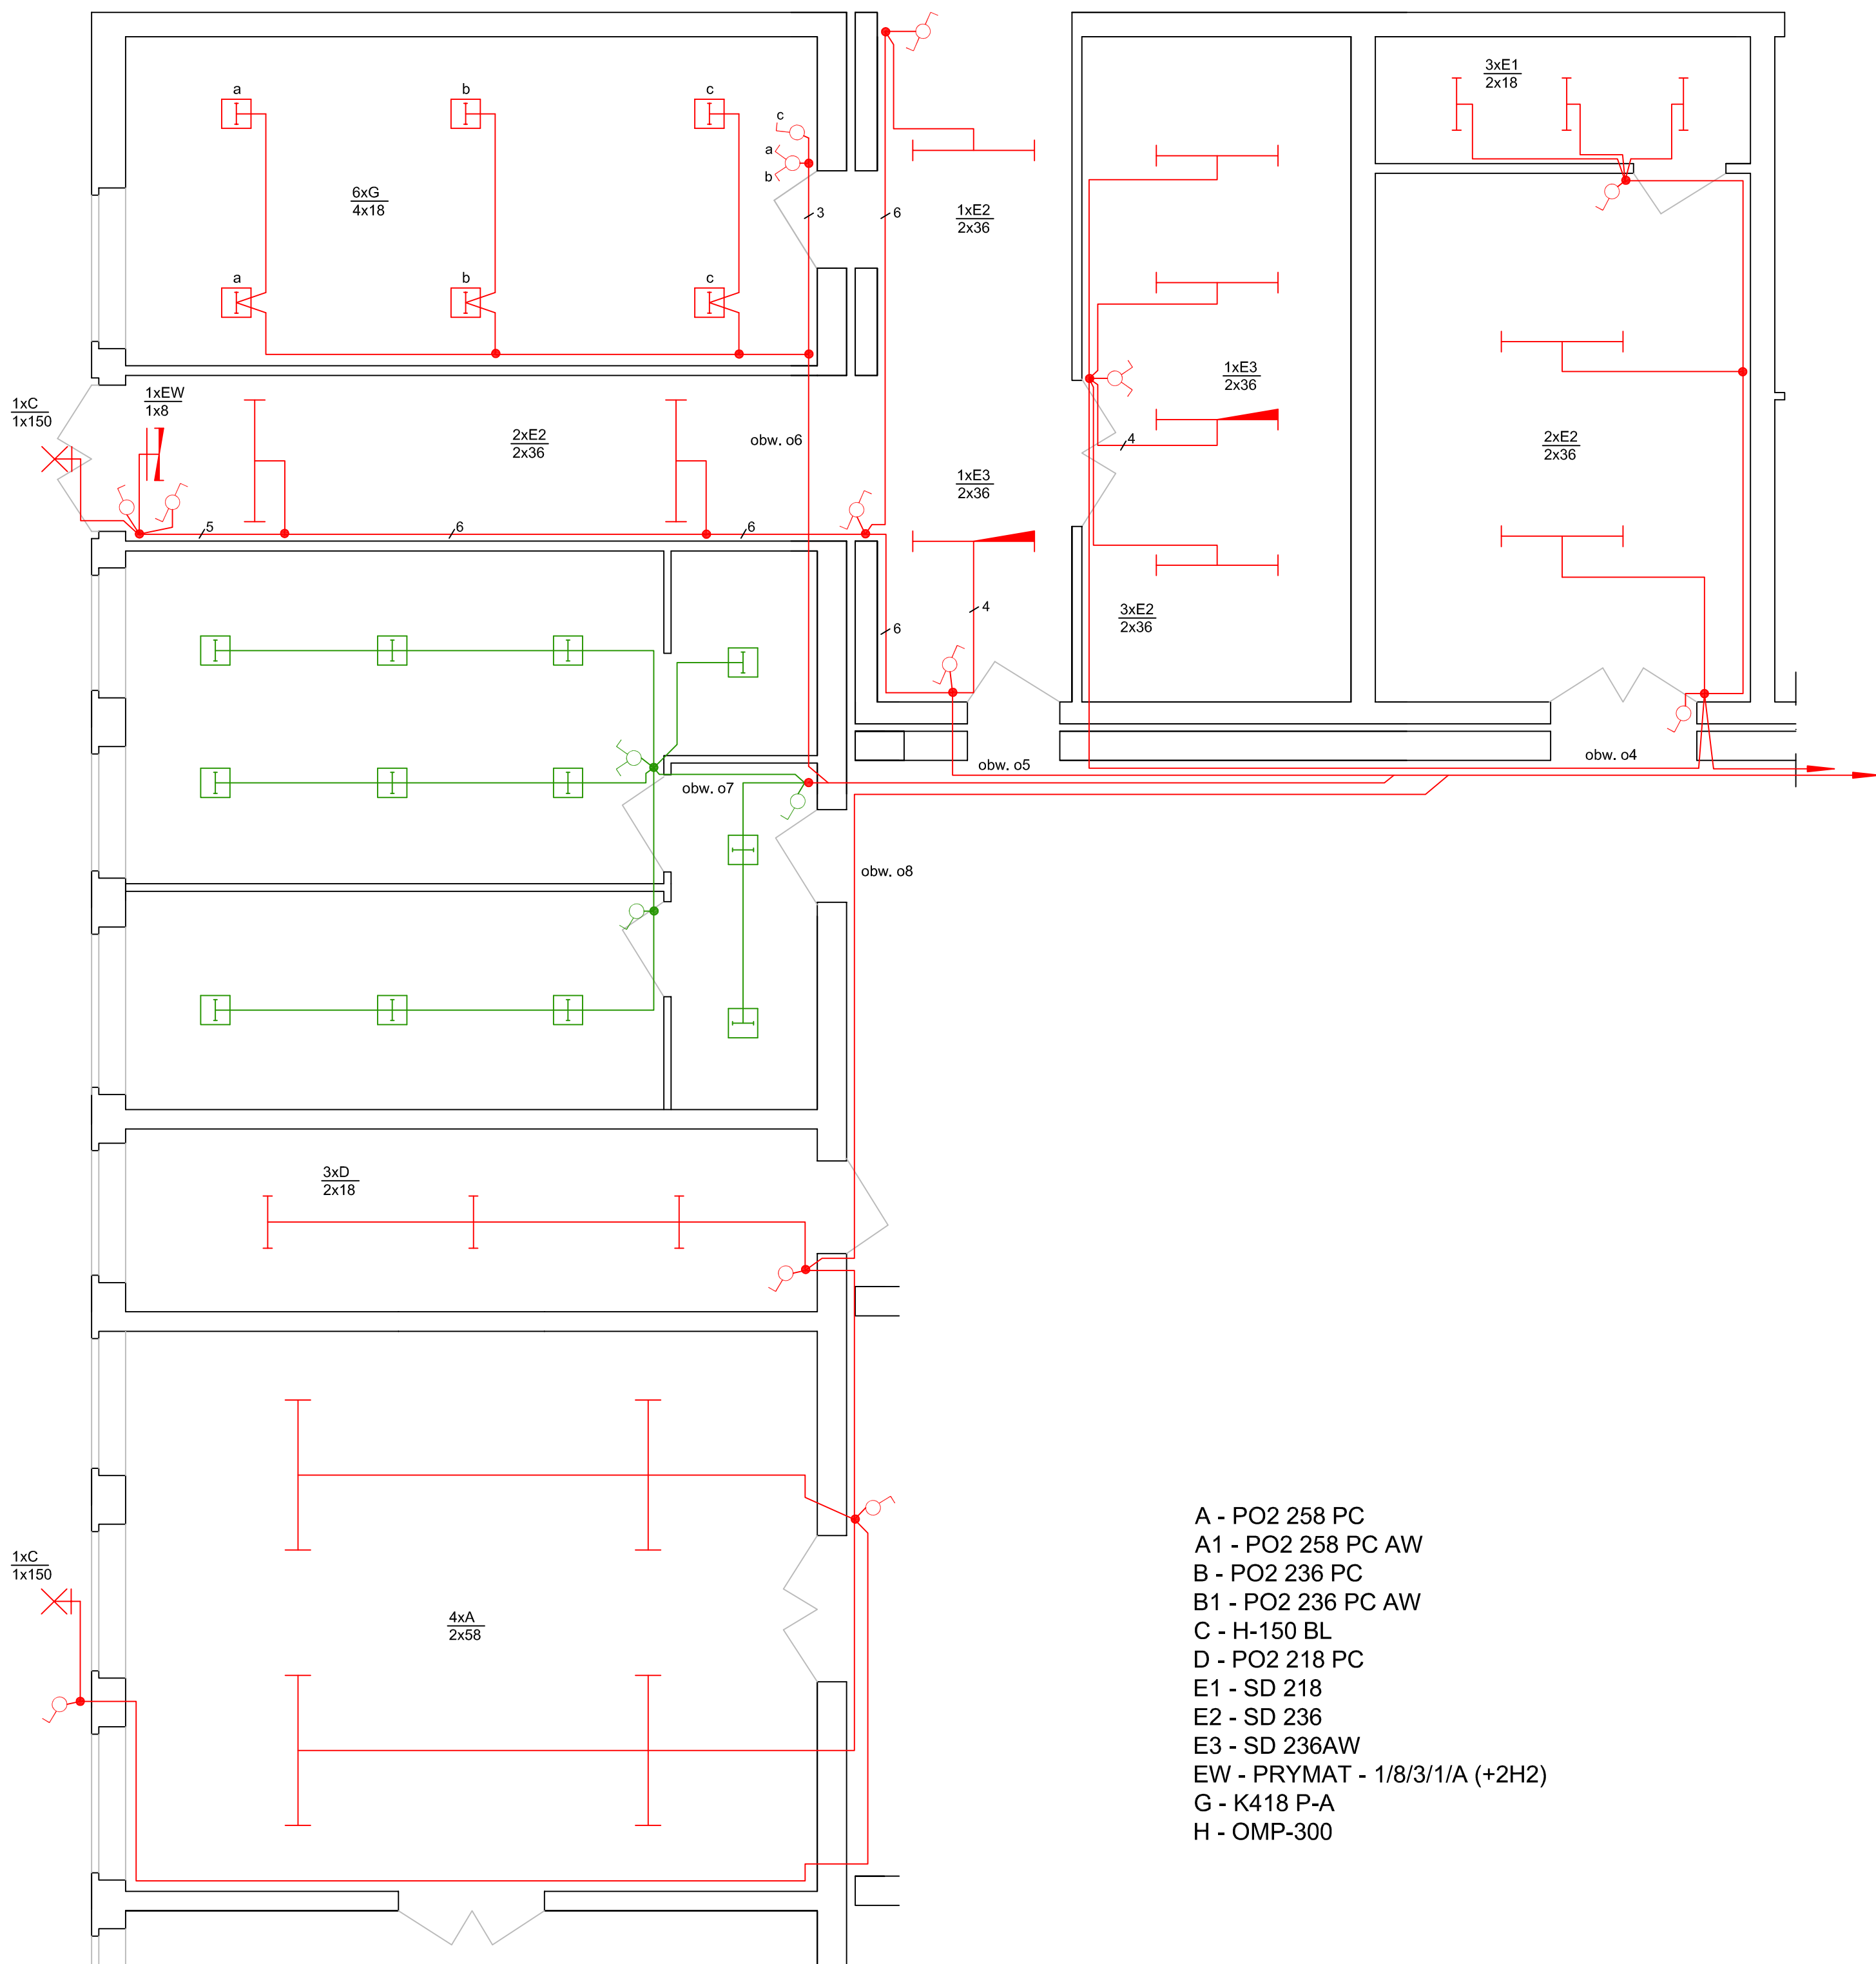 3xE1
2x18
a
b
c
c
a
b
6xG
4x18
3
6
1xE2
2x36
a
b
c
1xC
1x150
1xEW
1x8
2xE2
2x36
obw. o6
1xE3
2x36
4
2xE2
2x36
1xE3
2x36
5
6
6
4
6
3xE2
2x36
obw. o5
obw. o4
obw. o7
obw. o8
3xD
2x18
1xC
1x150
4xA
2x58
A - PO2 258 PC
A1 - PO2 258 PC AW
B - PO2 236 PC
B1 - PO2 236 PC AW
C - H-150 BL
D - PO2 218 PC
E1 - SD 218
E2 - SD 236
E3 - SD 236AW
EW - PRYMAT - 1/8/3/1/A (+2H2)
G - K418 P-A
H - OMP-300